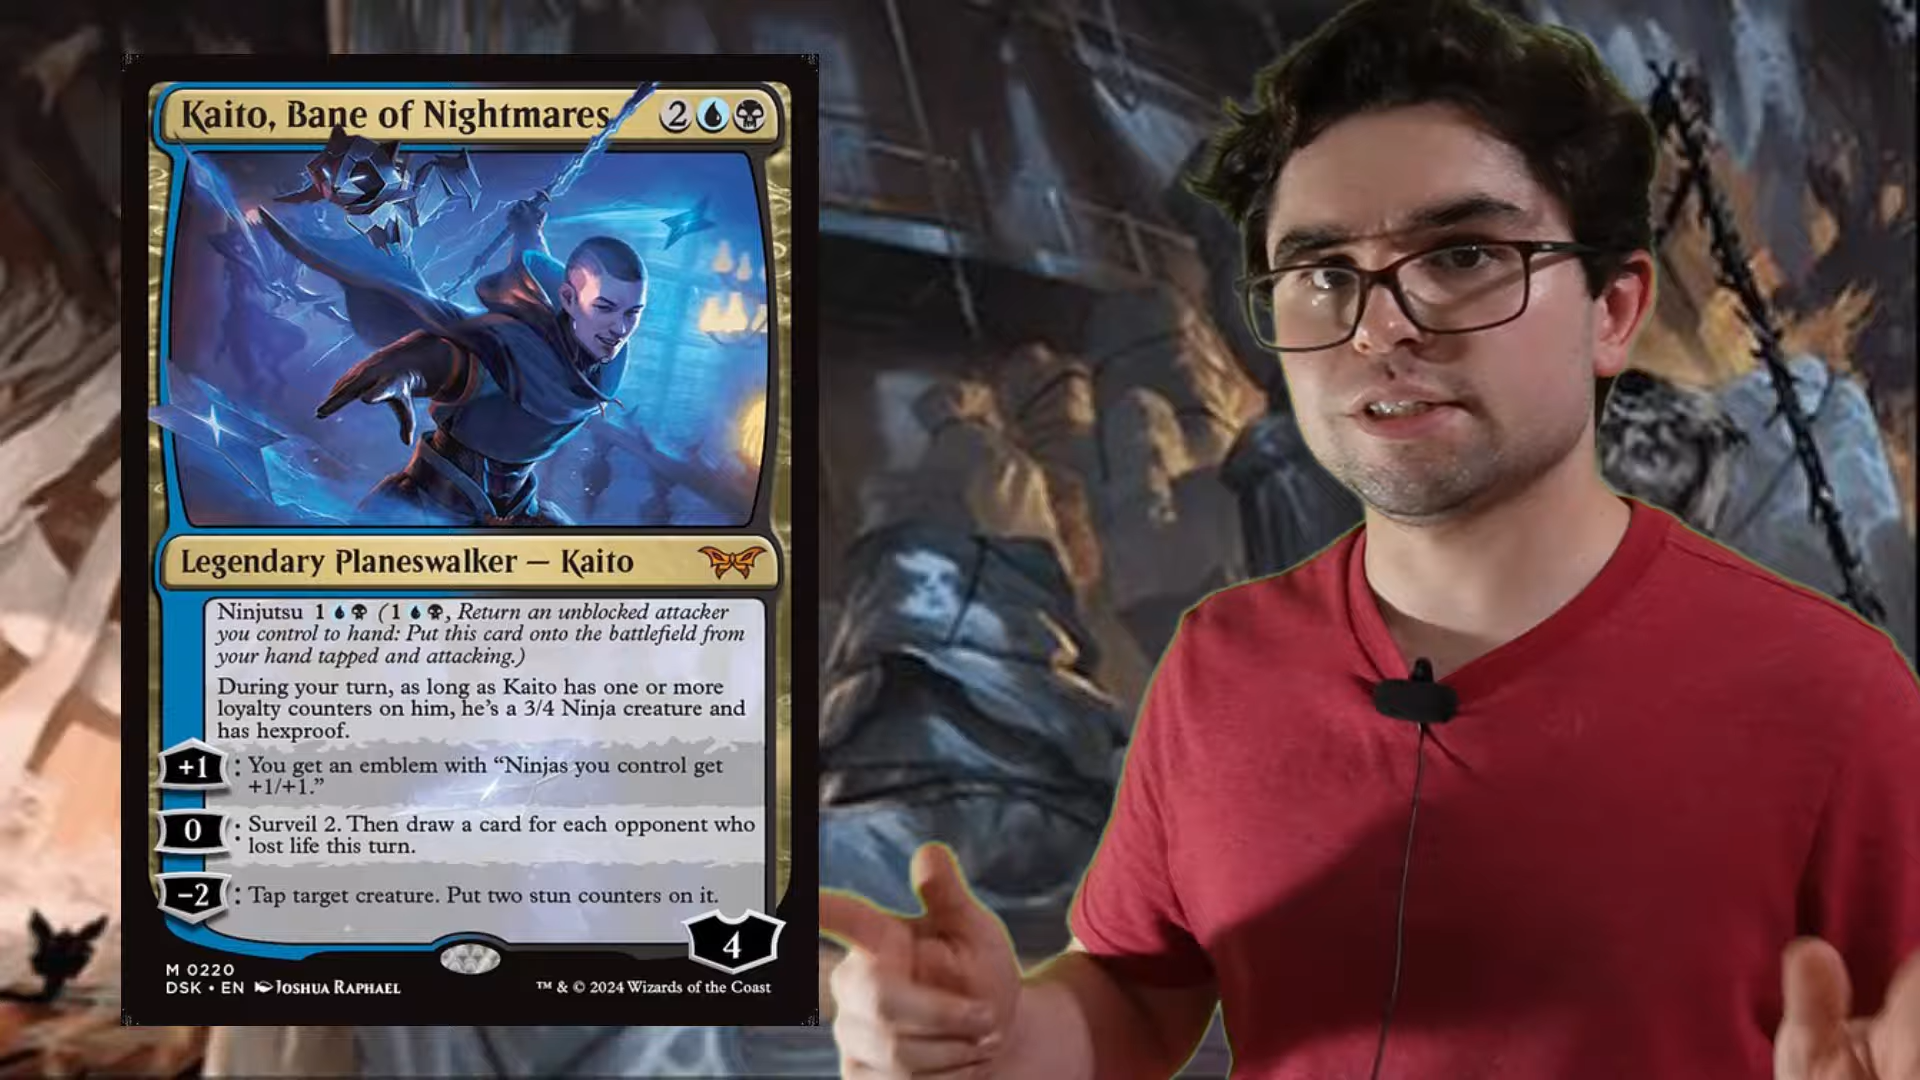 Kaito, Bane of Nightmares 2
Legendary Planeswalker — Kaito
Ninjutsu 1 (1 , Return an unblocked attacker
you control to hand: Put this card onto the battlefield from
your hand tapped and attacking.)
During your turn, as long as Kaito has one or more
loyalty counters on him, he's a 3/4 Ninja creature and
has hexproof.
+1 : You get an emblem with “Ninjas you control get
+1/+1.”
0 : Surveil 2. Then draw a card for each opponent who
lost life this turn.
−2 : Tap target creature. Put two stun counters on it.
4
M 0220
DSK • EN JOSHUA RAPHAEL ™ & © 2024 Wizards of the Coast